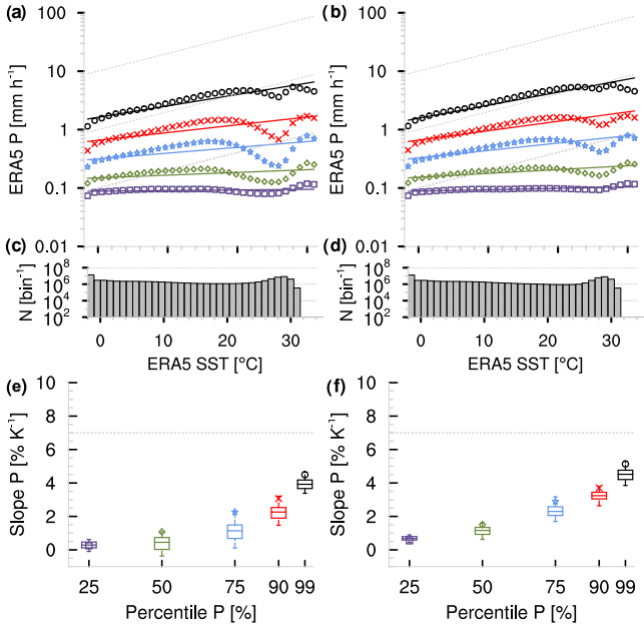 (a)
(b)
100
10
1
0.1
0.01
ERA5 P [mm h⁻¹]
100
10
1
0.1
0.01
ERA5 P [mm h⁻¹]
(c)
(d)
10⁸
10⁶
10⁴
10²
N [bin⁻¹]
0 10 20 30
ERA5 SST [°C]
10⁸
10⁶
10⁴
10²
N [bin⁻¹]
0 10 20 30
ERA5 SST [°C]
(e)
(f)
10
8
6
4
2
0
Slope P [% K⁻¹]
25 50 75 90 99
Percentile P [%]
10
8
6
4
2
0
Slope P [% K⁻¹]
25 50 75 90 99
Percentile P [%]